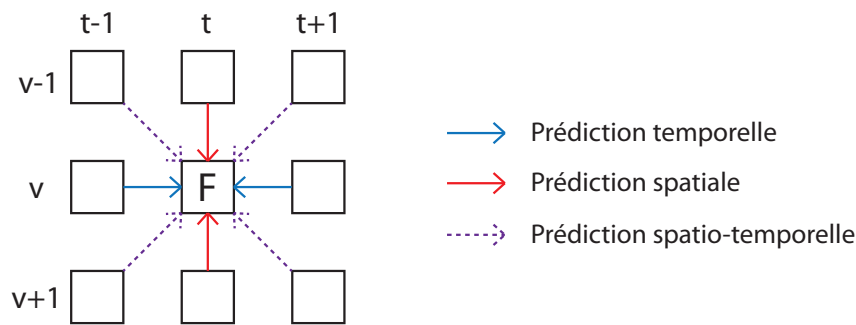 t-1 t t+1
v-1
v F
v+1
Prédiction temporelle
Prédiction spatiale
Prédiction spatio-temporelle